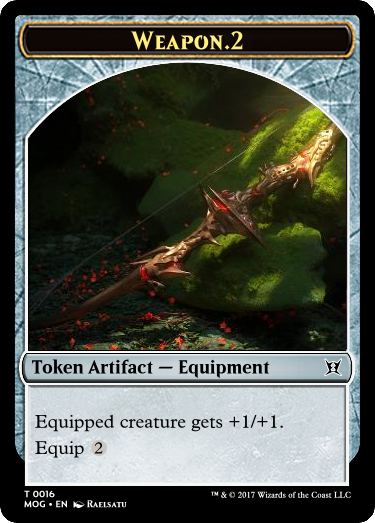 Weapon.2
Token Artifact — Equipment
Equipped creature gets +1/+1.
Equip 2
T 0016
MOG • EN Raelsatu
™ & © 2017 Wizards of the Coast LLC